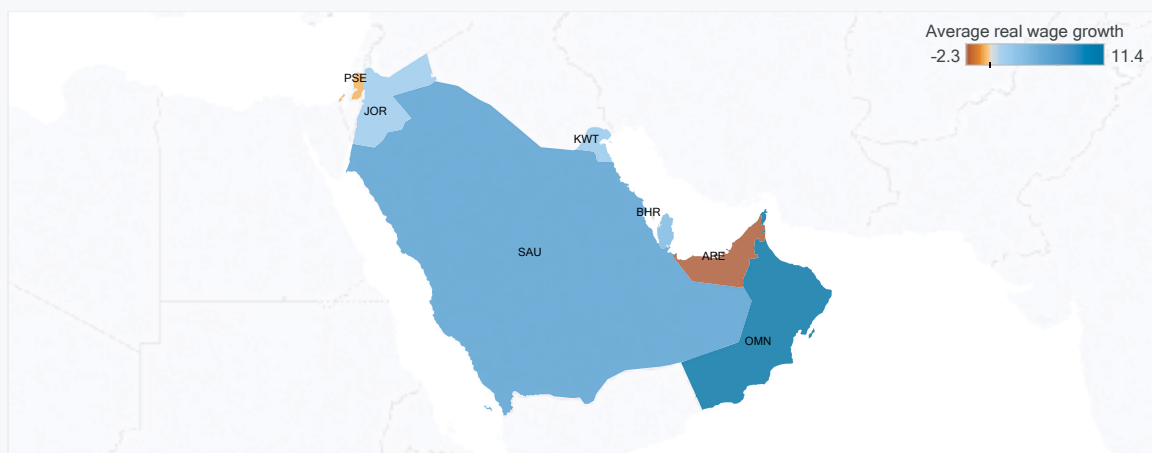 Average real wage growth
-2.3 11.4
PSE
JOR
KWT
BHR
SAU
ARE
OMN